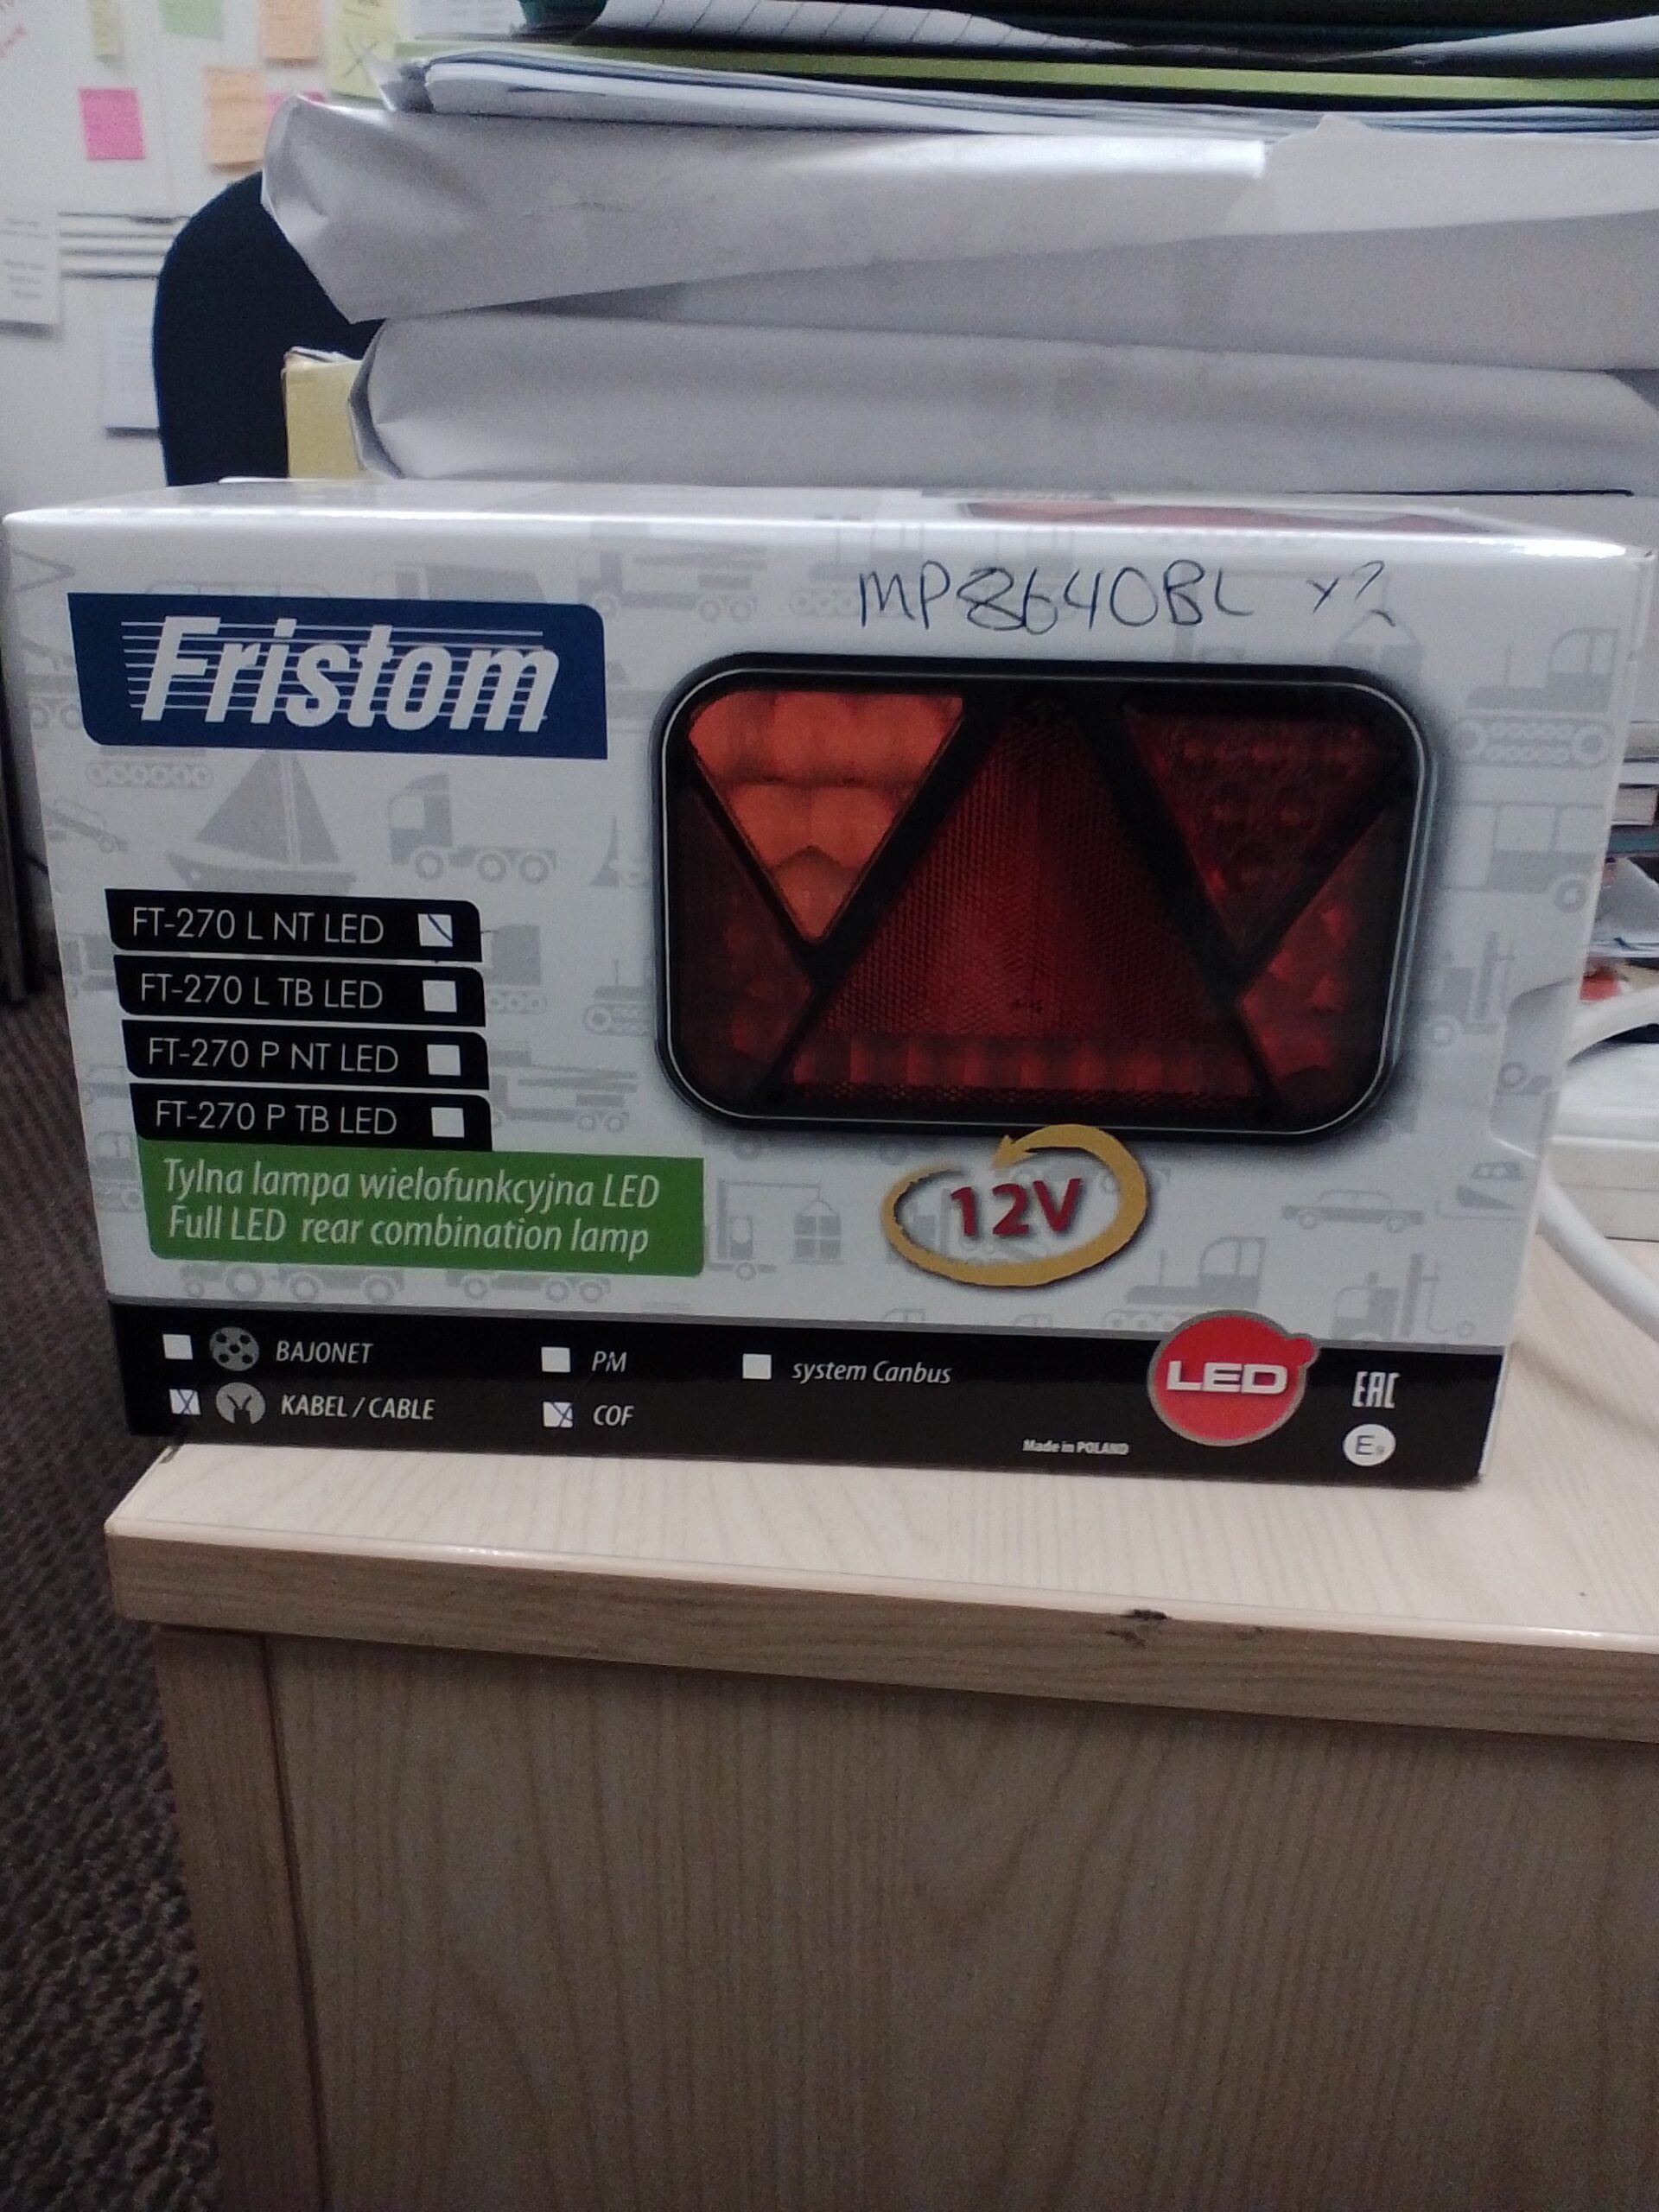 MP8640BL x2
Fristom
FT-270 L NT LED
FT-270 L TB LED
FT-270 P NT LED
FT-270 P TB LED
Tylna lampa wielofunkcyjna LED
Full LED rear combination lamp
12V
BAJONET
PM
system Canbus
KABEL / CABLE
COF
Made in POLAND
LED
EAC
E9